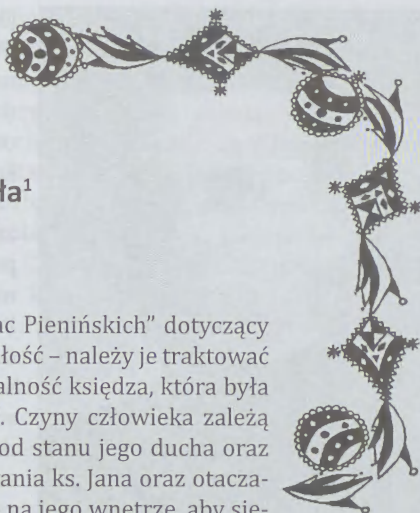 ła¹
ac Pienińskich” dotyczący
łość – należy je traktować
alność księdza, która była
. Czyny człowieka zależą
od stanu jego ducha oraz
ania ks. Jana oraz otacza-
na jego wnętrze, aby się-